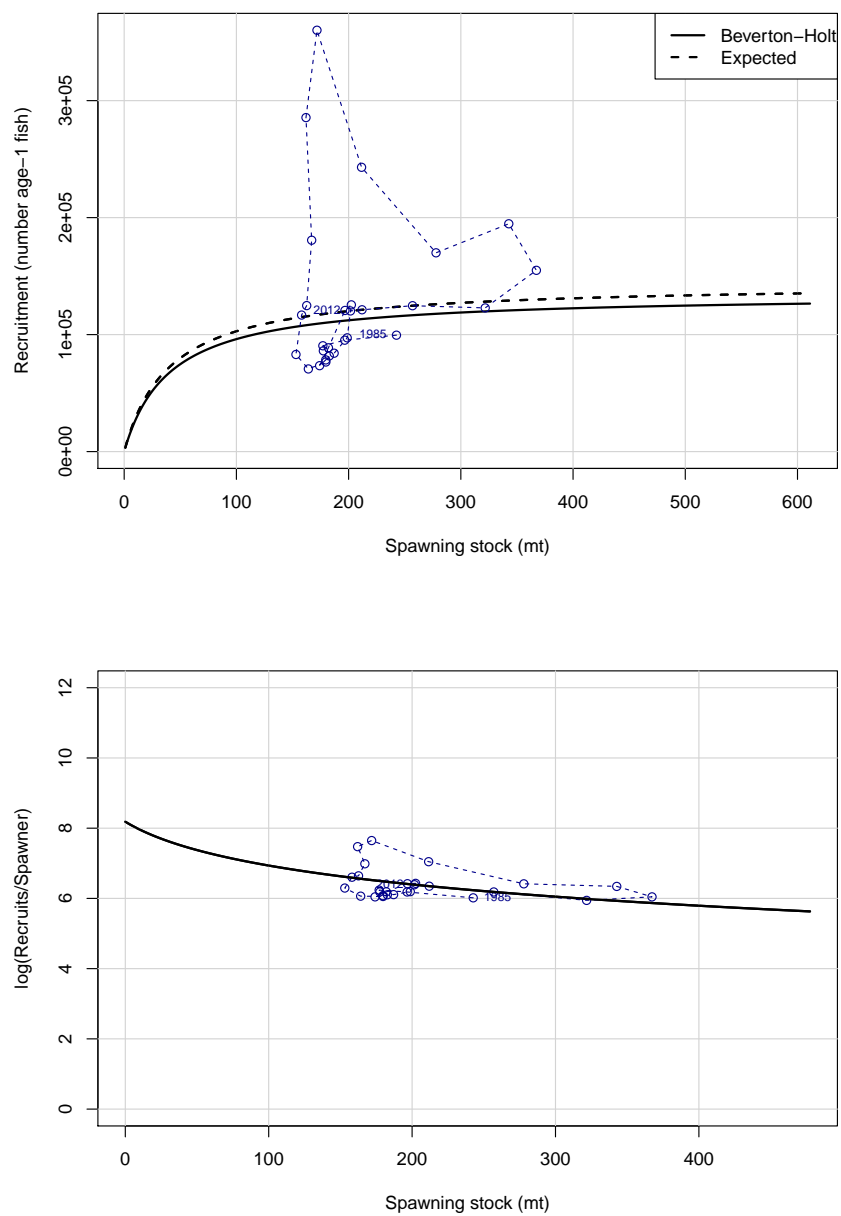 Beverton−Holt
Expected
Recruitment (number age−1 fish)
3e+05
2e+05
1e+05
0e+00
2012
1985
0 100 200 300 400 500 600
Spawning stock (mt)
log(Recruits/Spawner)
12
10
8
6
4
2
0
2012
1985
0 100 200 300 400
Spawning stock (mt)